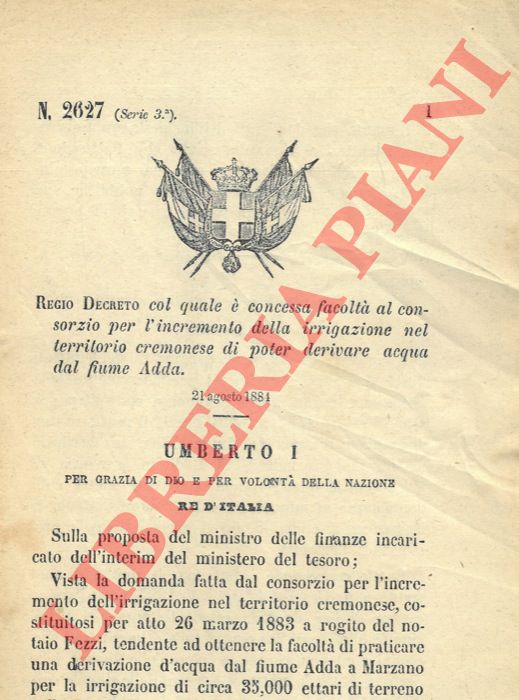 N. 2627 (Serie 3.ª).
1
REGIO DECRETO col quale è concessa facoltà al con-
sorzio per l'incremento della irrigazione nel
territorio cremonese di poter derivare acqua
dal fiume Adda.
21 agosto 1884
UMBERTO I
PER GRAZIA DI DIO E PER VOLONTÀ DELLA NAZIONE
RE D'ITALIA
Sulla proposta del ministro delle finanze incari-
cato dell'interim del ministero del tesoro;
Vista la domanda fatta dal consorzio per l'incre-
mento dell'irrigazione nel territorio cremonese, co-
stituitosi per atto 26 marzo 1883 a rogito del no-
taio Fezzi, tendente ad ottenere la facoltà di praticare
una derivazione d'acqua dal fiume Adda a Marzano
per la irrigazione di circa 35,000 ettari di terreno
LIBRERIA PIANI